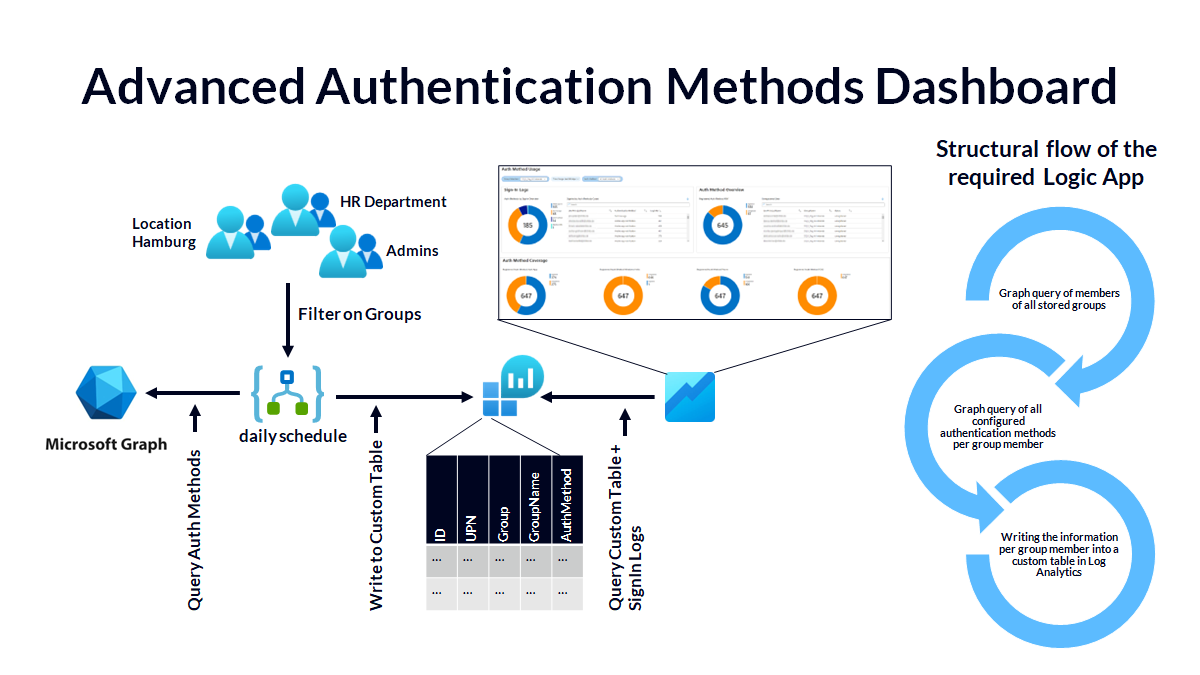 Advanced Authentication Methods Dashboard
Structural flow of the
required Logic App
Location
Hamburg
HR Department
Admins
Filter on Groups
Auth Method Usage
Sign-In Logs
185
Auth Method Overview
645
Auth Method Coverage
647
647
647
647
Microsoft Graph
daily schedule
Query Auth Methods
Write to Custom Table
ID
UPN
Group
GroupName
AuthMethod
... ... ... ... ...
... ... ... ... ...
Query Custom Table +
SignIn Logs
Graph query of members
of all stored groups
Graph query of all
configured
authentication methods
per group member
Writing the information
per group member into a
custom table in Log
Analytics